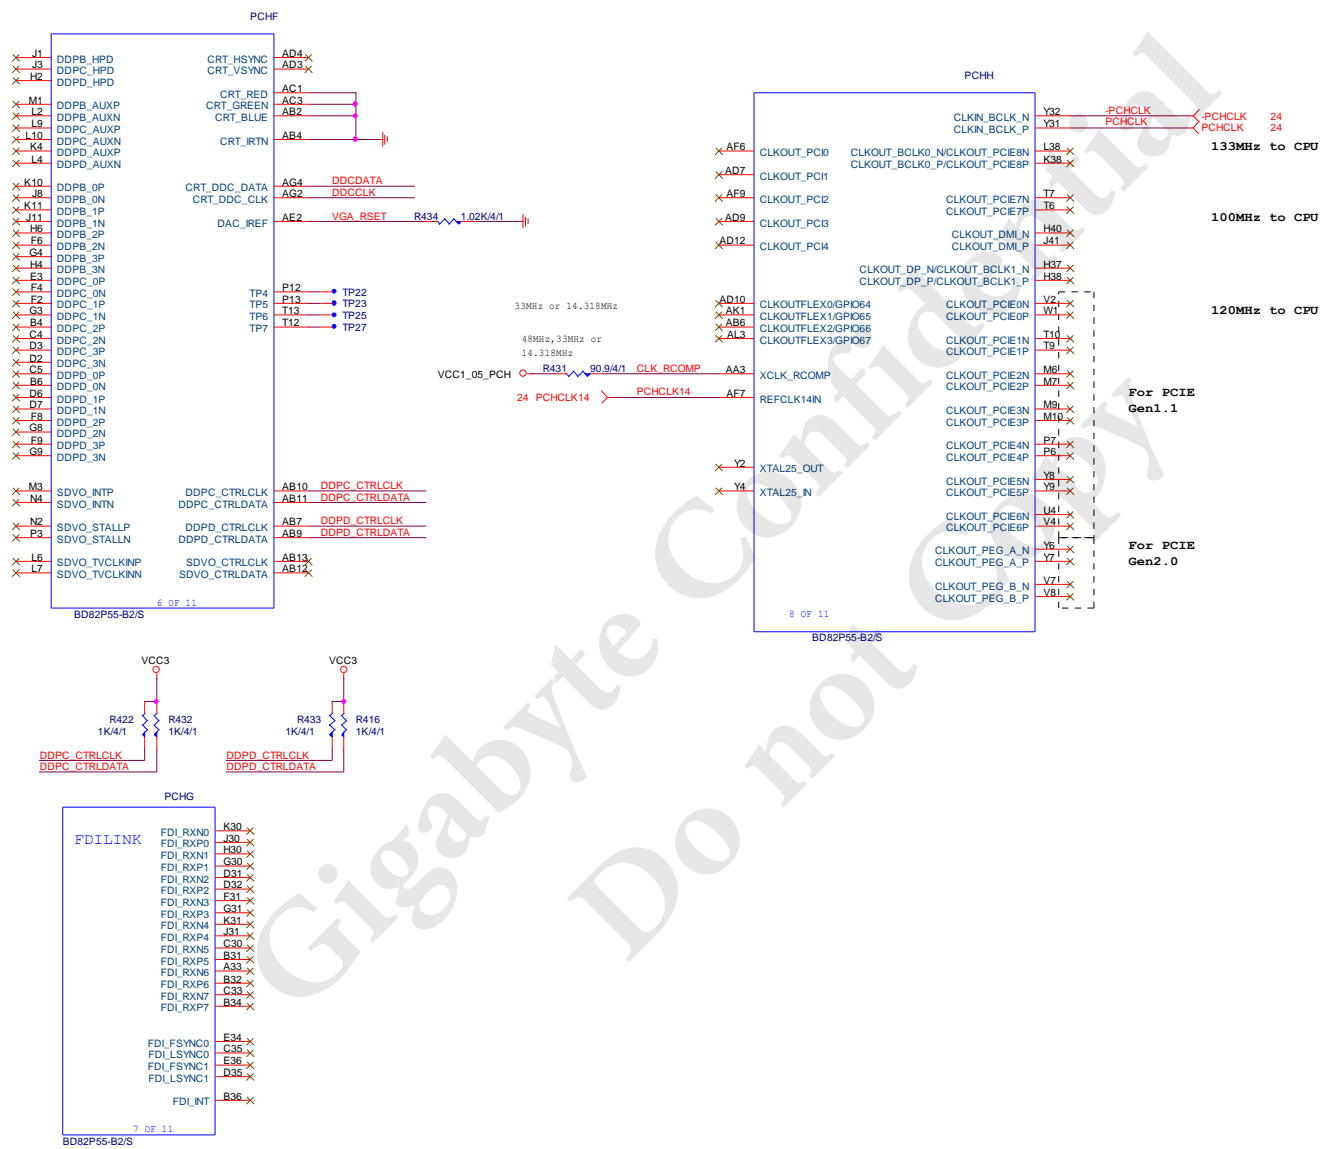 PCHF
J1 DDPB_HPD
J3 DDPC_HPD
H2 DDPD_HPD
M1 DDPB_AUXP
L2 DDPB_AUXN
L9 DDPC_AUXP
L10 DDPC_AUXN
K4 DDPD_AUXP
L4 DDPD_AUXN
K10 DDPB_0P
J8 DDPB_0N
K11 DDPB_1P
J11 DDPB_1N
H6 DDPB_2P
F6 DDPB_2N
G4 DDPB_3P
H4 DDPB_3N
E3 DDPC_0P
F4 DDPC_0N
F2 DDPC_1P
G3 DDPC_1N
B4 DDPC_2P
C4 DDPC_2N
D3 DDPC_3P
D2 DDPC_3N
C5 DDPD_0P
B6 DDPD_0N
D6 DDPD_1P
D7 DDPD_1N
F8 DDPD_2P
G8 DDPD_2N
F9 DDPD_3P
G9 DDPD_3N
M3 SDVO_INTP
N4 SDVO_INTN
N2 SDVO_STALLP
P3 SDVO_STALLN
L6 SDVO_TVCLKINP
L7 SDVO_TVCLKINN
CRT_HSYNC AD4
CRT_VSYNC AD3
CRT_RED AC1
CRT_GREEN AC3
CRT_BLUE AB2
CRT_IRTN AB4
CRT_DDC_DATA AG4 DDCDATA
CRT_DDC_CLK AG2 DDCCLK
DAC_IREF AE2 VGA_RSET R434 1.02K/4/1
TP4 P12 TP22
TP5 P13 TP23
TP6 T13 TP25
TP7 T12 TP27
DDPC_CTRLCLK AB10 DDPC_CTRLCLK
DDPC_CTRLDATA AB11 DDPC_CTRLDATA
DDPD_CTRLCLK AB7 DDPD_CTRLCLK
DDPD_CTRLDATA AB9 DDPD_CTRLDATA
SDVO_CTRLCLK AB13
SDVO_CTRLDATA AB12
6 OF 11
BD82P55-B2/S
PCHH
AF6 CLKOUT_PCI0
AD7 CLKOUT_PCI1
AF9 CLKOUT_PCI2
AD9 CLKOUT_PCI3
AD12 CLKOUT_PCI4
33MHz or 14.318MHz
AD10 CLKOUTFLEX0/GPIO64
AK1 CLKOUTFLEX1/GPIO65
AB6 CLKOUTFLEX2/GPIO66
AL3 CLKOUTFLEX3/GPIO67
48MHz,33MHz or
14.318MHz
VCC1_05_PCH R431 90.9/4/1 CLK_RCOMP AA3 XCLK_RCOMP
24 PCHCLK14 PCHCLK14 AF7 REFCLK14IN
Y2 XTAL25_OUT
Y4 XTAL25_IN
CLKIN_BCLK_N Y32 -PCHCLK -PCHCLK 24
CLKIN_BCLK_P Y31 PCHCLK PCHCLK 24
133MHz to CPU
CLKOUT_BCLK0_N/CLKOUT_PCIE8N L38
CLKOUT_BCLK0_P/CLKOUT_PCIE8P K38
CLKOUT_PCIE7N T7
CLKOUT_PCIE7P T6
100MHz to CPU
CLKOUT_DMI_N H40
CLKOUT_DMI_P J41
CLKOUT_DP_N/CLKOUT_BCLK1_N H37
CLKOUT_DP_P/CLKOUT_BCLK1_P H38
120MHz to CPU
CLKOUT_PCIE0N V2
CLKOUT_PCIE0P W1
CLKOUT_PCIE1N T10
CLKOUT_PCIE1P T9
CLKOUT_PCIE2N M6
CLKOUT_PCIE2P M7
For PCIE
Gen1.1
CLKOUT_PCIE3N M9
CLKOUT_PCIE3P M10
CLKOUT_PCIE4N P7
CLKOUT_PCIE4P P6
CLKOUT_PCIE5N Y8
CLKOUT_PCIE5P Y9
CLKOUT_PCIE6N U4
CLKOUT_PCIE6P V4
For PCIE
Gen2.0
CLKOUT_PEG_A_N Y6
CLKOUT_PEG_A_P Y7
CLKOUT_PEG_B_N V7
CLKOUT_PEG_B_P V8
8 OF 11
BD82P55-B2/S
VCC3 VCC3
R422 R432 R433 R416
1K/4/1 1K/4/1 1K/4/1 1K/4/1
DDPC_CTRLCLK DDPD_CTRLCLK
DDPC_CTRLDATA DDPD_CTRLDATA
PCHG
FDILINK
FDI_RXN0 K30
FDI_RXP0 J30
FDI_RXN1 H30
FDI_RXP1 G30
FDI_RXN2 D31
FDI_RXP2 D32
FDI_RXN3 F31
FDI_RXP3 G31
FDI_RXN4 K31
FDI_RXP4 J31
FDI_RXN5 C30
FDI_RXP5 B31
FDI_RXN6 A33
FDI_RXP6 B32
FDI_RXN7 C33
FDI_RXP7 B34
FDI_FSYNC0 E34
FDI_LSYNC0 C35
FDI_FSYNC1 E36
FDI_LSYNC1 D35
FDI_INT B36
7 OF 11
BD82P55-B2/S
Gigabyte Confidential
Do not Copy